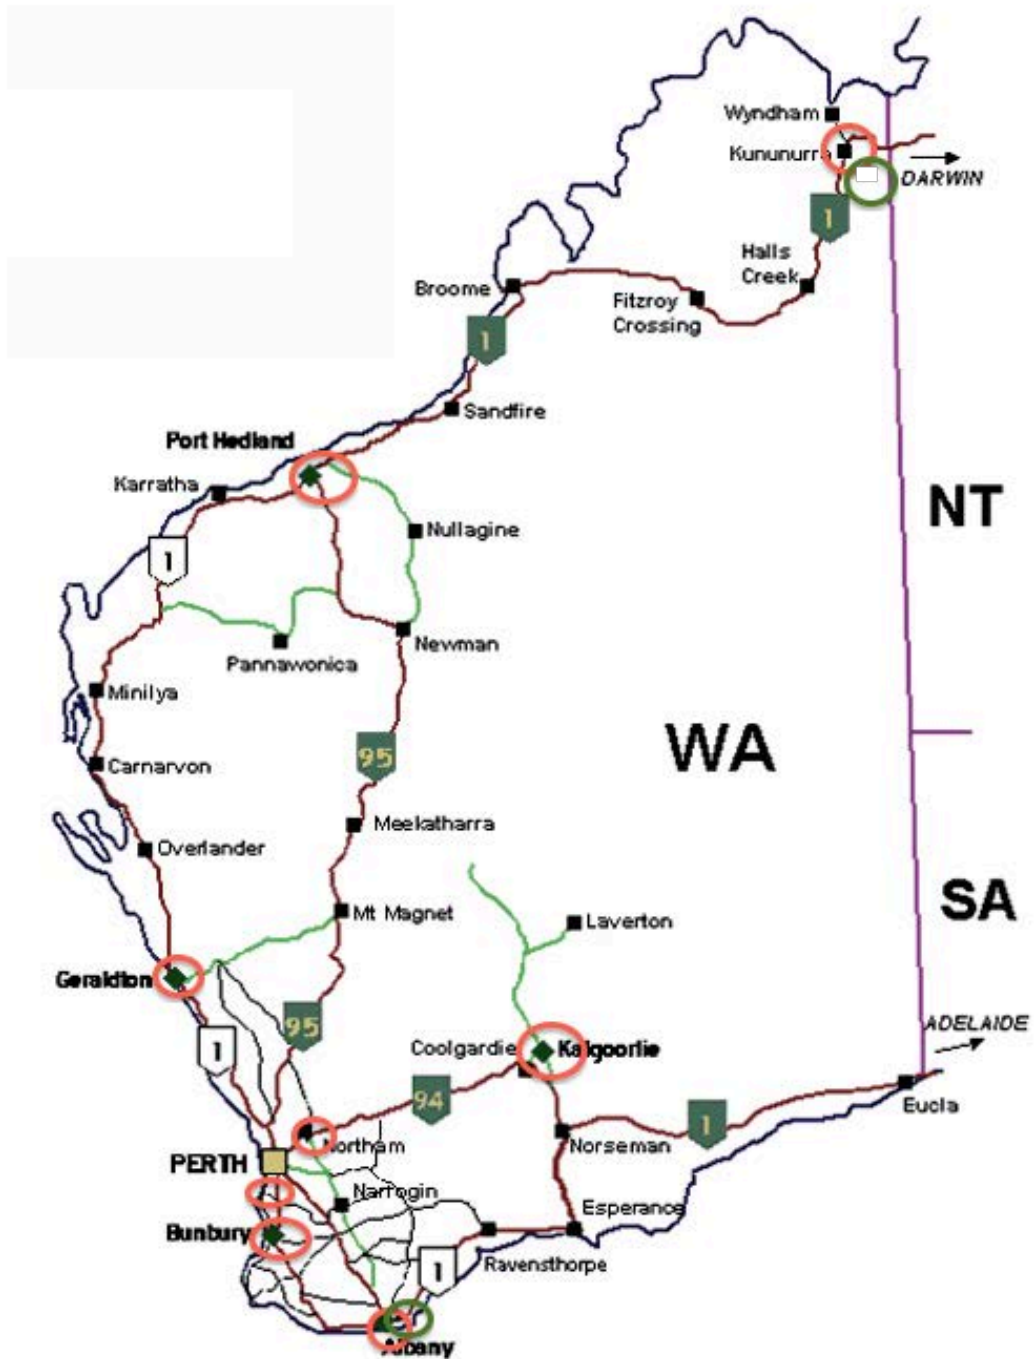 Wyndham
Kununurra
DARWIN
1
Halls
Creek
Broome
Fitzroy
Crossing
1
Sandfire
Port Hedland
Karratha
NT
Nullagine
1
Newman
Pannawonica
Minilya
WA
95
Carnarvon
Meekatharra
Overlander
SA
Mt Magnet
Laverton
Geraldton
95
ADELAIDE
1
Coolgardie
Kalgoorlie
94
Eucla
1
Northam
Norseman
PERTH
Narrogin
Esperance
Bunbury
Ravensthorpe
1
Albany